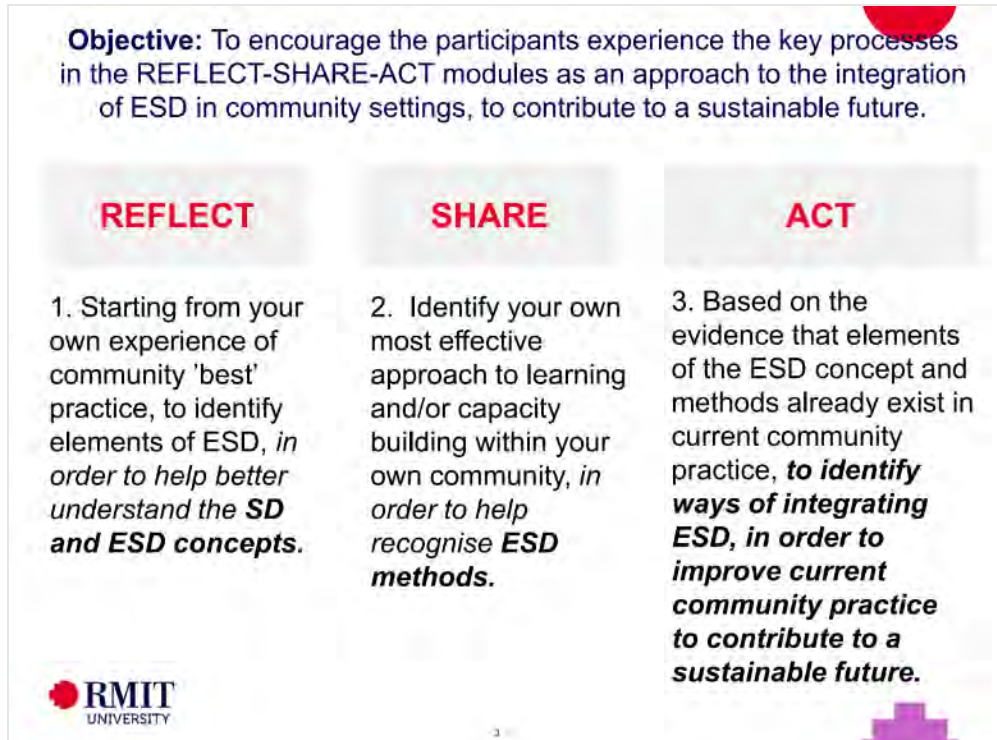 Objective: To encourage the participants experience the key processes
in the REFLECT-SHARE-ACT modules as an approach to the integration
of ESD in community settings, to contribute to a sustainable future.
REFLECT
1. Starting from your
own experience of
community 'best'
practice, to identify
elements of ESD, in
order to help better
understand the SD
and ESD concepts.
SHARE
2. Identify your own
most effective
approach to learning
and/or capacity
building within your
own community, in
order to help
recognise ESD
methods.
ACT
3. Based on the
evidence that elements
of the ESD concept and
methods already exist in
current community
practice, to identify
ways of integrating
ESD, in order to
improve current
community practice
to contribute to a
sustainable future.
RMIT
UNIVERSITY